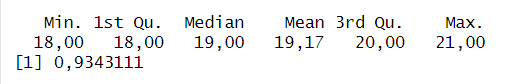 Min. 1st Qu. Median Mean 3rd Qu. Max.
18,00 18,00 19,00 19,17 20,00 21,00
[1] 0,9343111